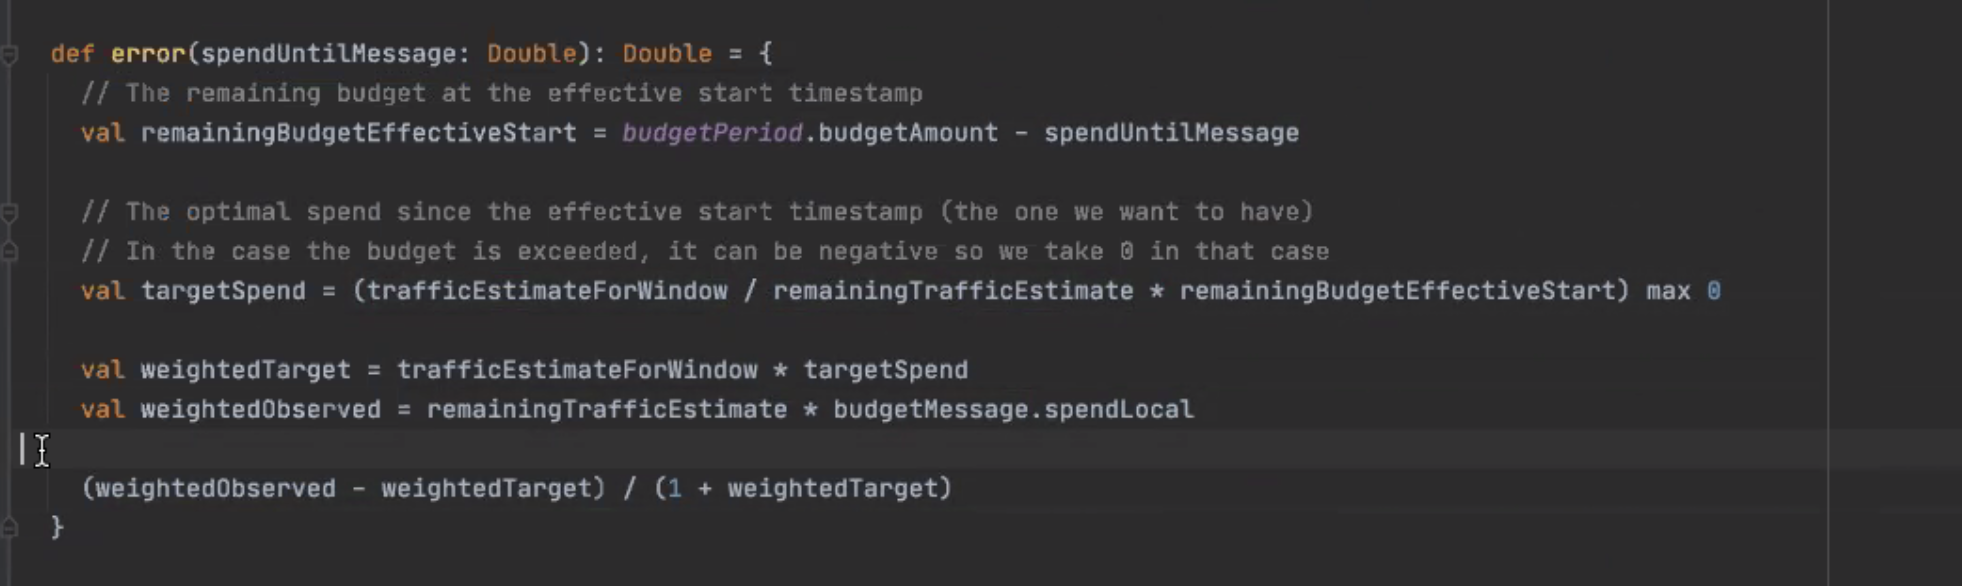 def error(spendUntilMessage: Double): Double = {
// The remaining budget at the effective start timestamp
val remainingBudgetEffectiveStart = budgetPeriod.budgetAmount - spendUntilMessage
// The optimal spend since the effective start timestamp (the one we want to have)
// In the case the budget is exceeded, it can be negative so we take 0 in that case
val targetSpend = (trafficEstimateForWindow / remainingTrafficEstimate * remainingBudgetEffectiveStart) max 0
val weightedTarget = trafficEstimateForWindow * targetSpend
val weightedObserved = remainingTrafficEstimate * budgetMessage.spendLocal
(weightedObserved - weightedTarget) / (1 + weightedTarget)
}